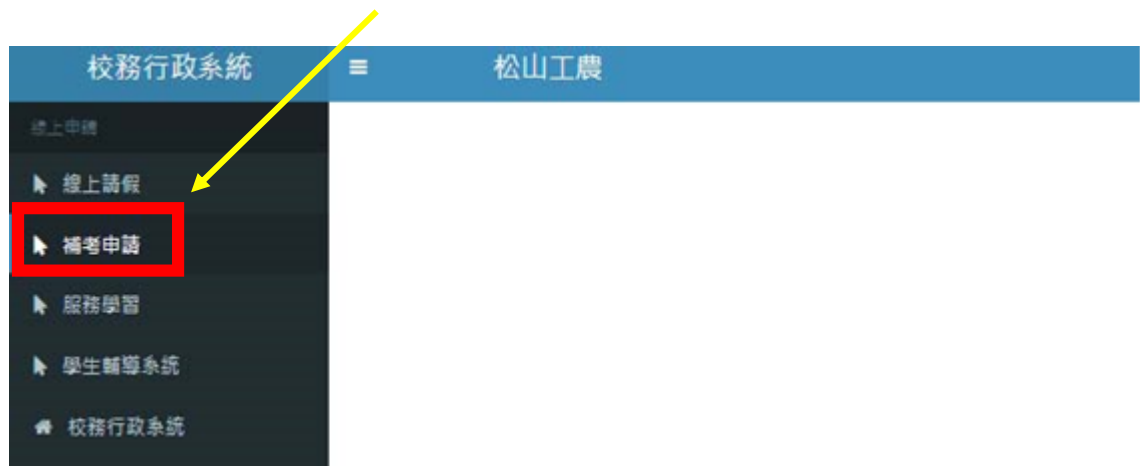 校務行政系統 ≡ 松山工農
線上申請
線上請假
補考申請
服務學習
學生輔導系統
校務行政系統